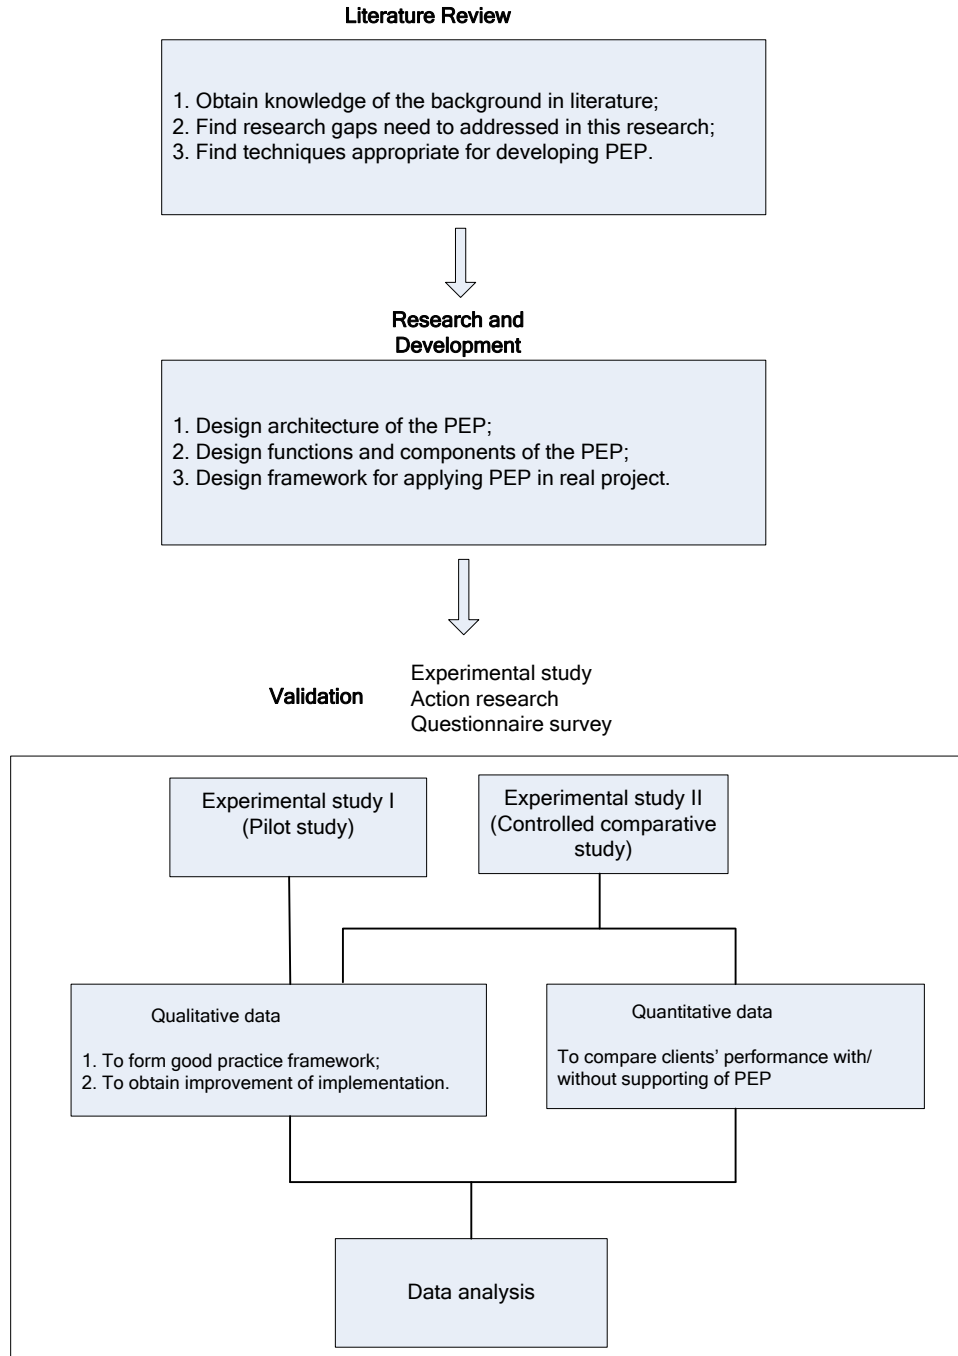 Literature Review
1. Obtain knowledge of the background in literature;
2. Find research gaps need to addressed in this research;
3. Find techniques appropriate for developing PEP.
Research and
Development
1. Design architecture of the PEP;
2. Design functions and components of the PEP;
3. Design framework for applying PEP in real project.
Validation
Experimental study
Action research
Questionnaire survey
Experimental study I
(Pilot study)
Experimental study II
(Controlled comparative
study)
Qualitative data
1. To form good practice framework;
2. To obtain improvement of implementation.
Quantitative data
To compare clients’ performance with/
without supporting of PEP
Data analysis